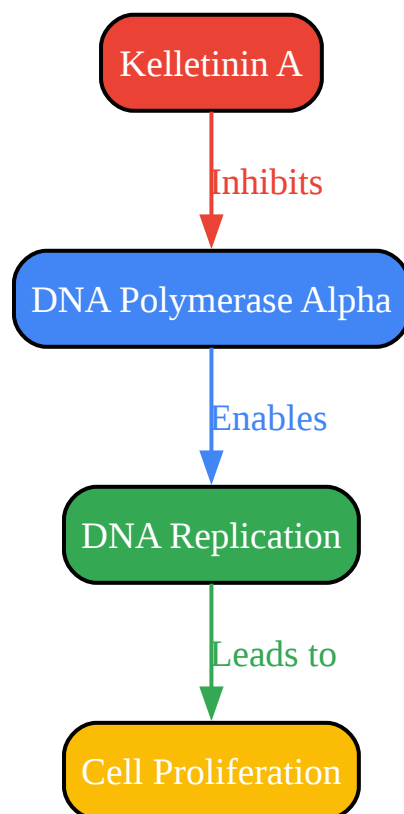 Kelletinin A
Inhibits
DNA Polymerase Alpha
Enables
DNA Replication
Leads to
Cell Proliferation